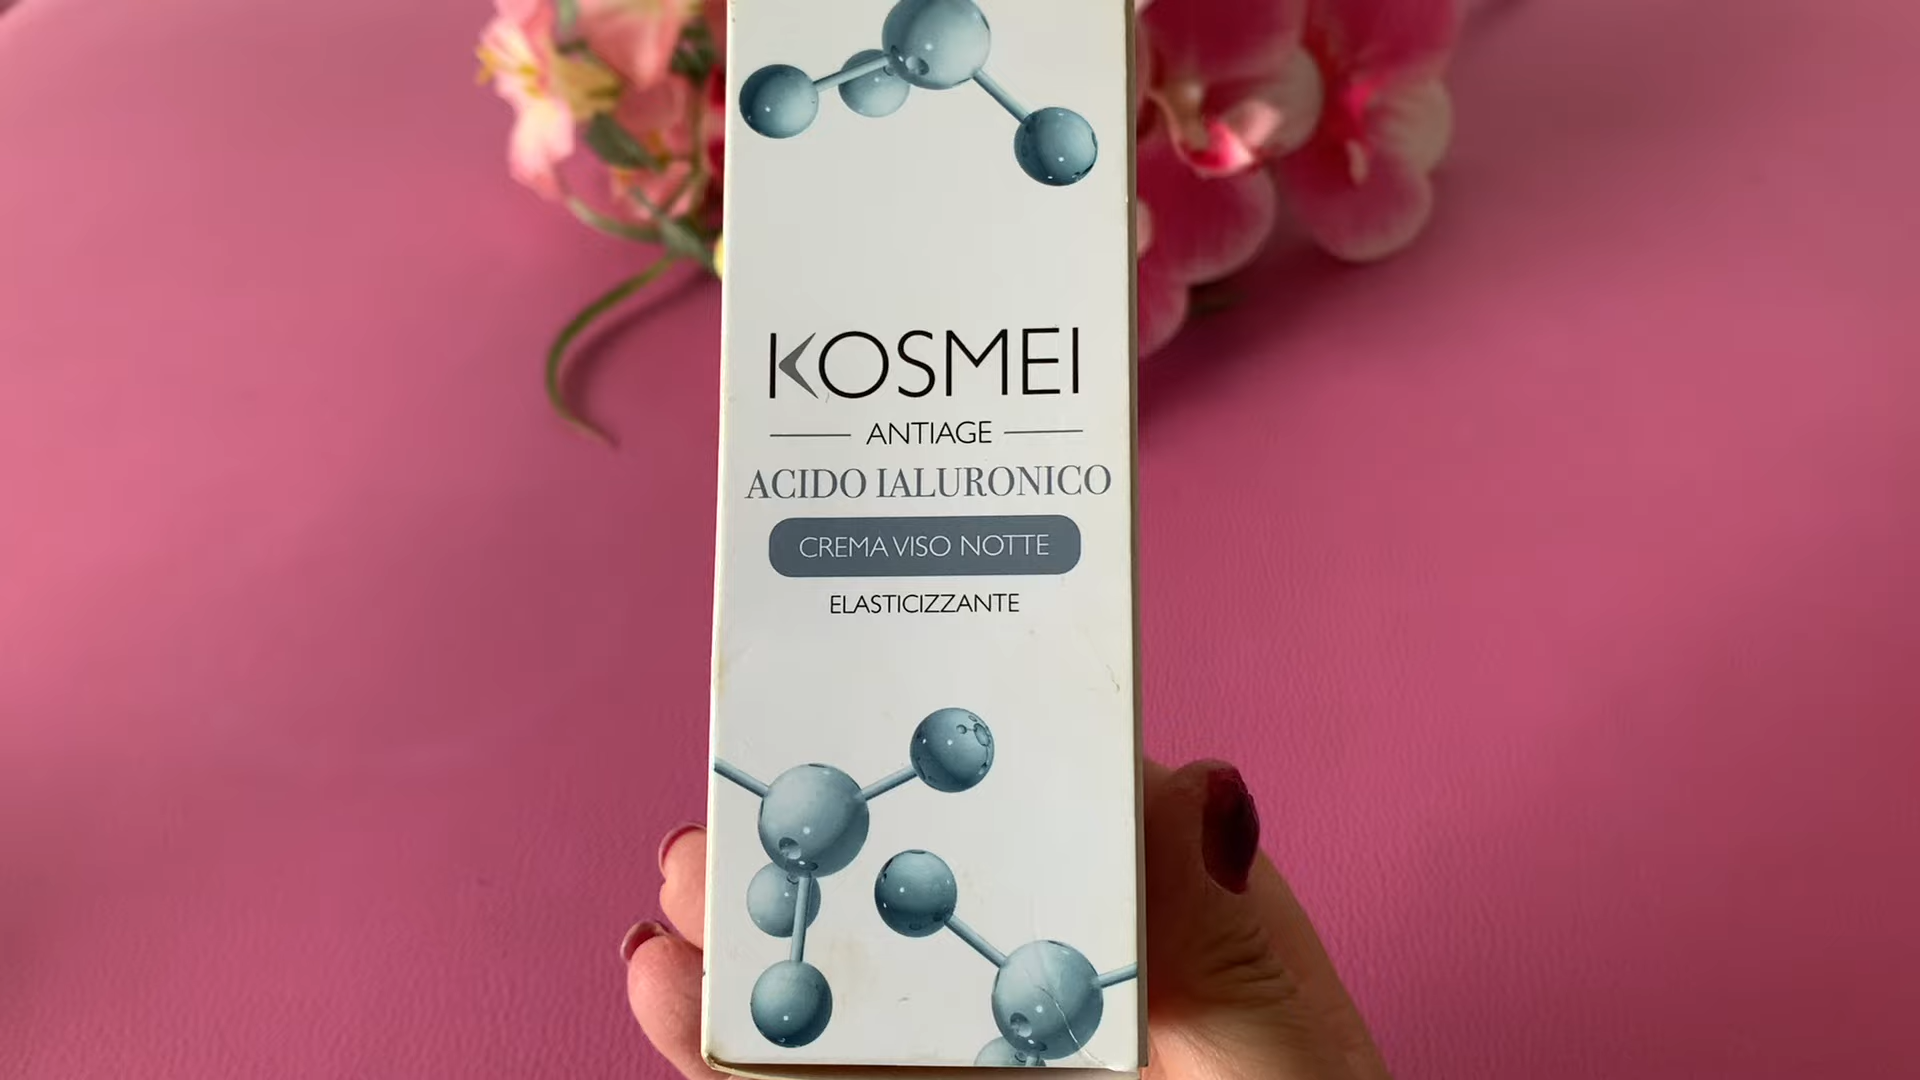 KOSMEI
ANTIAGE
ACIDO IALURONICO
CREMA VISO NOTTE
ELASTICIZZANTE